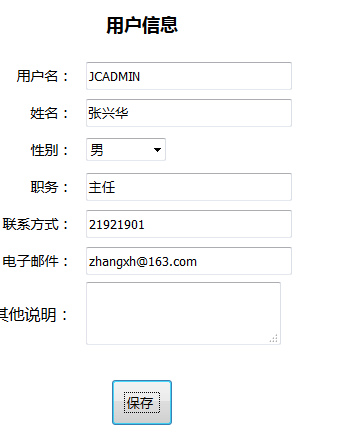 用户信息
用户名： JCADMIN
姓名： 张兴华
性别： 男
职务： 主任
联系方式： 21921901
电子邮件： zhangxh@163.com
其他说明：
保存